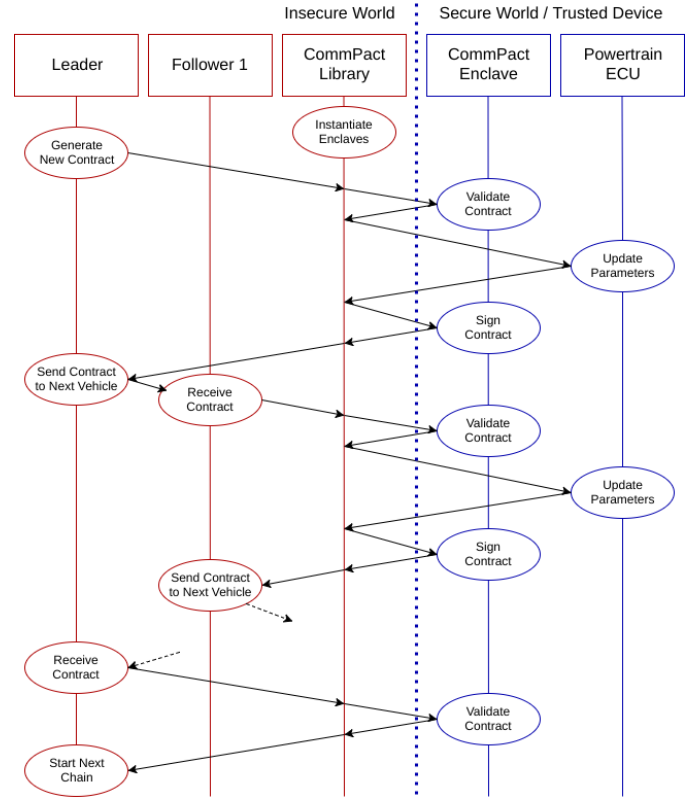 Insecure World
Secure World / Trusted Device
Leader
Follower 1
CommPact
Library
CommPact
Enclave
Powertrain
ECU
Instantiate
Enclaves
Generate
New Contract
Validate
Contract
Update
Parameters
Sign
Contract
Send Contract
to Next Vehicle
Receive
Contract
Validate
Contract
Update
Parameters
Sign
Contract
Send Contract
to Next Vehicle
Receive
Contract
Validate
Contract
Start Next
Chain